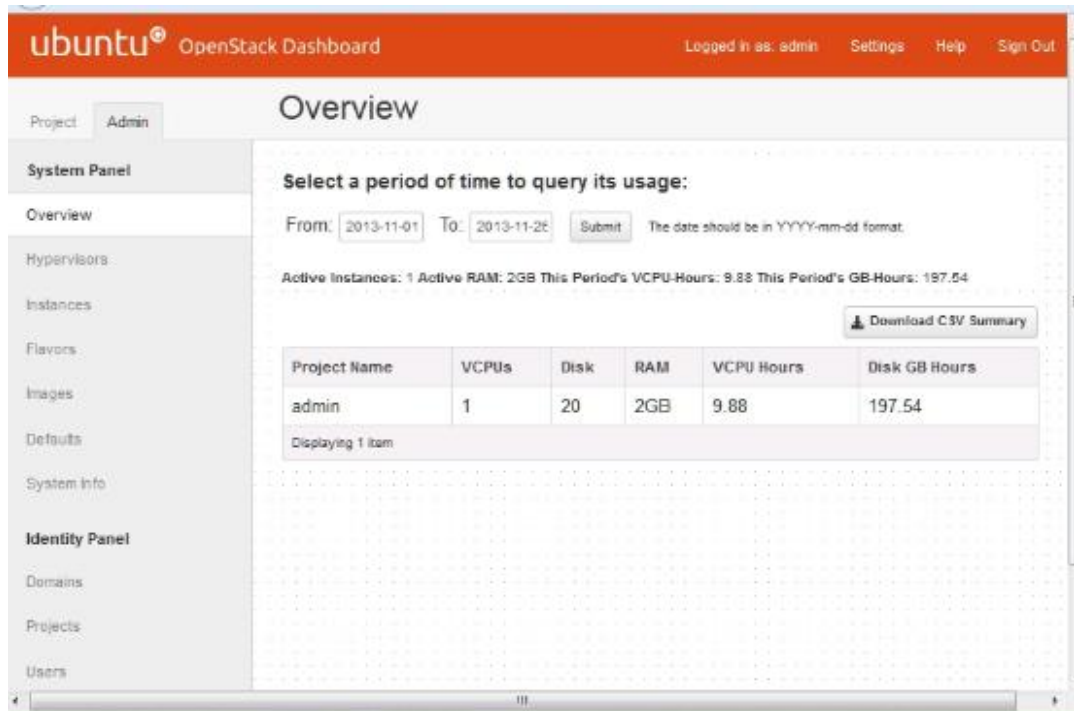 ubuntu® OpenStack Dashboard
Logged in as: admin Settings Help Sign Out
Project Admin
Overview
System Panel
Overview
Hypervisors
Instances
Flavors
Images
Defaults
System Info
Identity Panel
Domains
Projects
Users
Select a period of time to query its usage:
From: 2013-11-01 To: Submit The date should be in YYYY-mm-dd format.
Active Instances: 1 Active RAM: 2GB This Period's VCPU-Hours: 9.88 This Period's GB-Hours: 197.54
Download CSV Summary
Project Name VCPUs Disk RAM VCPU Hours Disk GB Hours
admin 1 20 2GB 9.88 197.54
Displaying 1 item